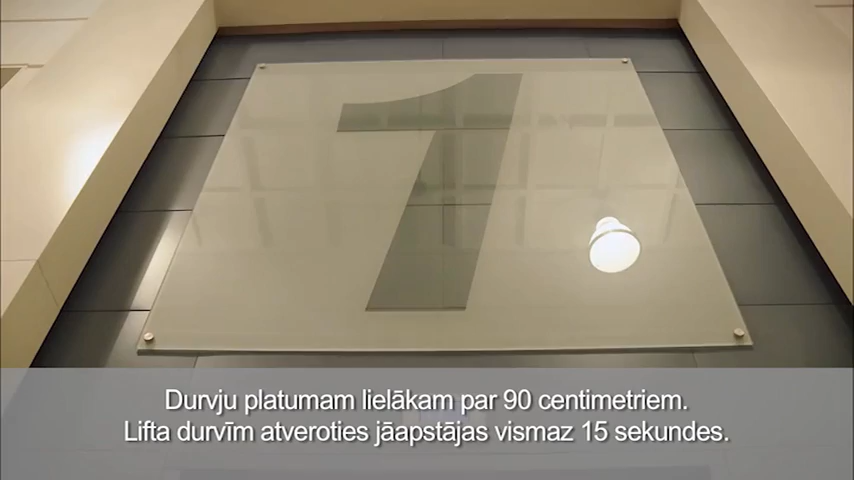 1
Durvju platumam lielākam par 90 centimetriem.
Lifta durvīm atveroties jāapstājas vismaz 15 sekundes.